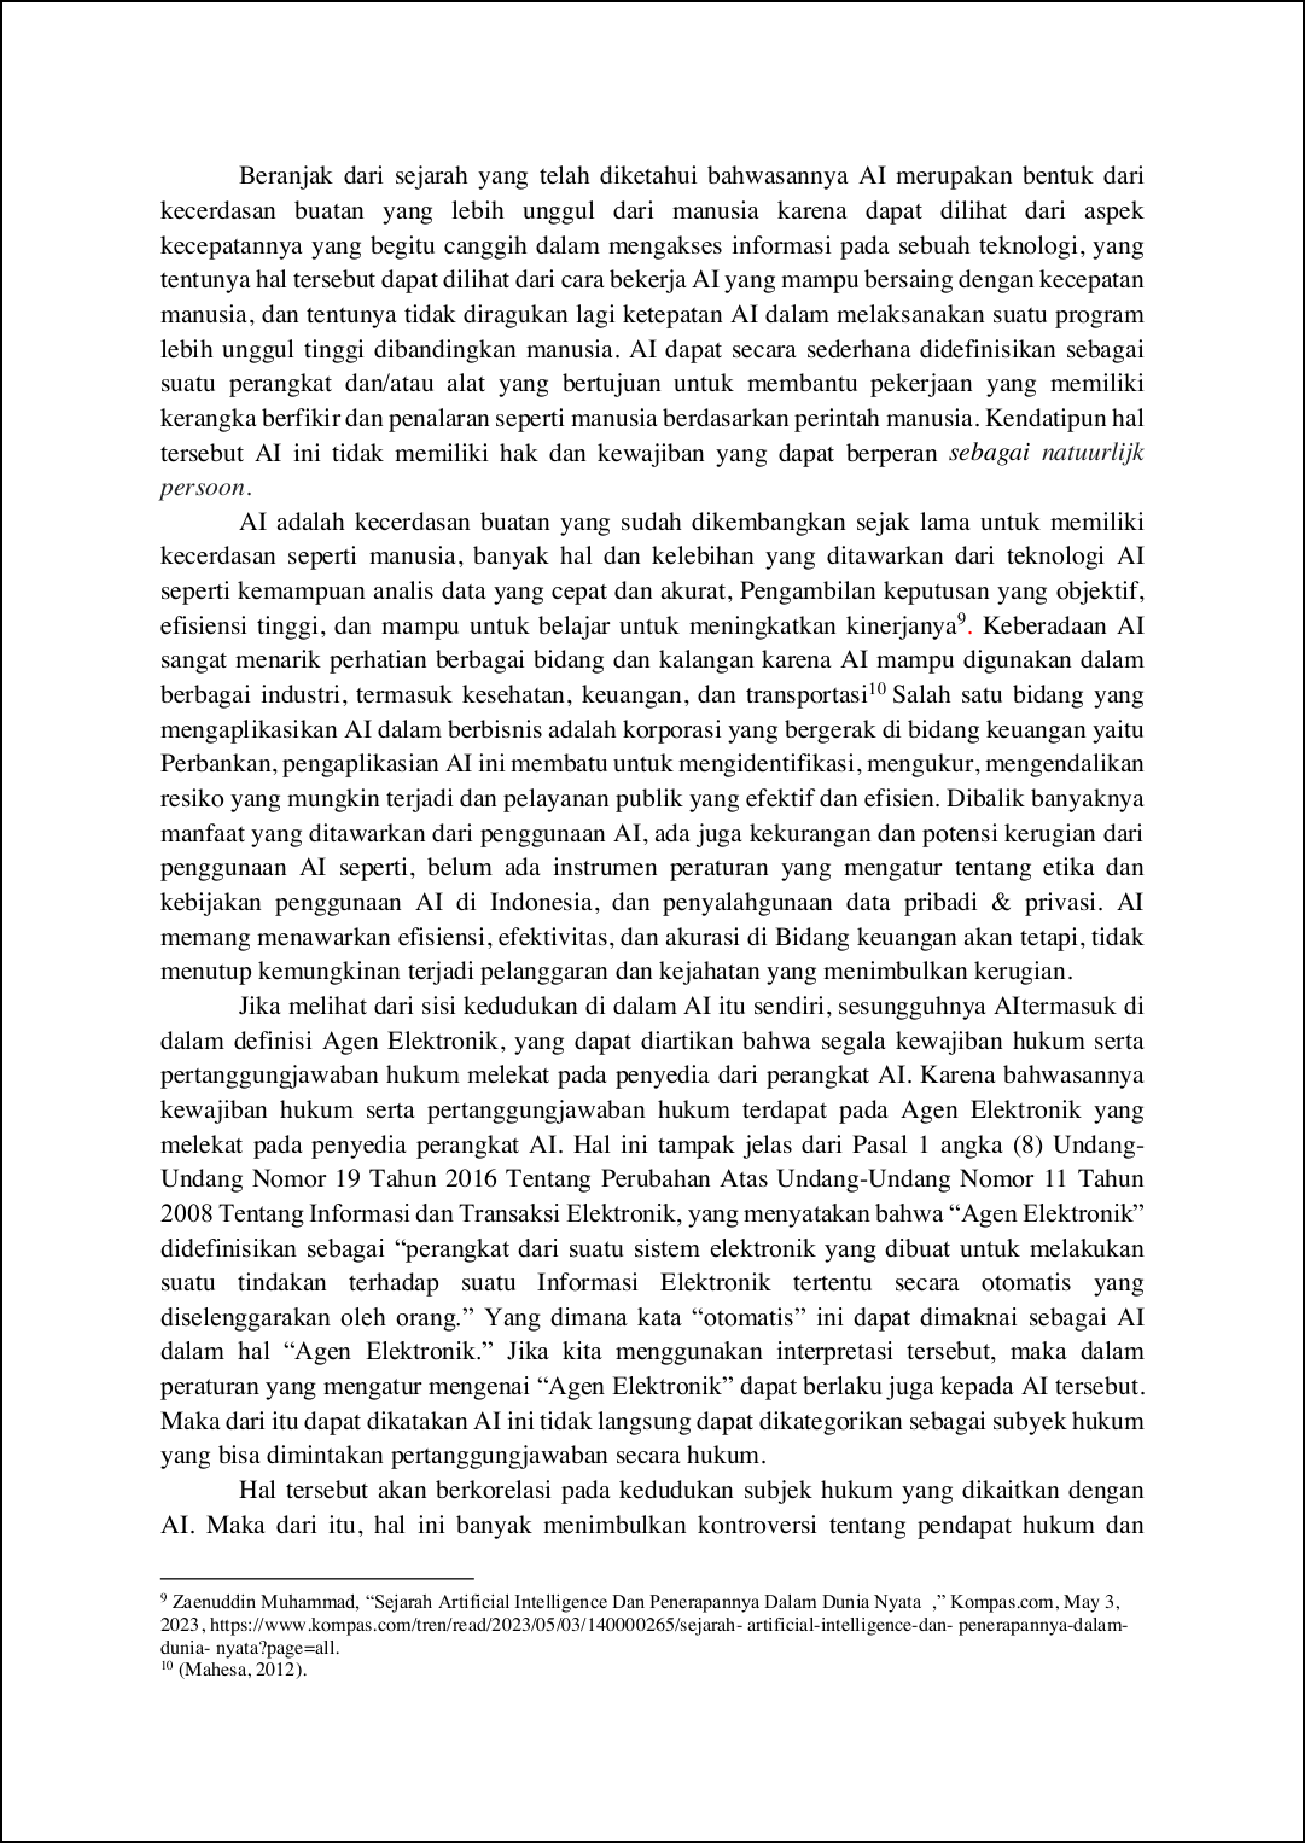 Beranjak dari sejarah yang telah diketahui bahwasannya AI merupakan bentuk dari
kecerdasan buatan yang lebih unggul dari manusia karena dapat dilihat dari aspek
kecepatannya yang begitu canggih dalam mengakses informasi pada sebuah teknologi, yang
tentunya hal tersebut dapat dilihat dari cara bekerja AI yang mampu bersaing dengan kecepatan
manusia, dan tentunya tidak diragukan lagi ketepatan AI dalam melaksanakan suatu program
lebih unggul tinggi dibandingkan manusia. AI dapat secara sederhana didefinisikan sebagai
suatu perangkat dan/atau alat yang bertujuan untuk membantu pekerjaan yang memiliki
kerangka berfikir dan penalaran seperti manusia berdasarkan perintah manusia. Kendatipun hal
tersebut AI ini tidak memiliki hak dan kewajiban yang dapat berperan sebagai natuurlijk
persoon.
AI adalah kecerdasan buatan yang sudah dikembangkan sejak lama untuk memiliki
kecerdasan seperti manusia, banyak hal dan kelebihan yang ditawarkan dari teknologi AI
seperti kemampuan analis data yang cepat dan akurat, Pengambilan keputusan yang objektif,
efisiensi tinggi, dan mampu untuk belajar untuk meningkatkan kinerjanya⁹. Keberadaan AI
sangat menarik perhatian berbagai bidang dan kalangan karena AI mampu digunakan dalam
berbagai industri, termasuk kesehatan, keuangan, dan transportasi¹⁰ Salah satu bidang yang
mengaplikasikan AI dalam berbisnis adalah korporasi yang bergerak di bidang keuangan yaitu
Perbankan, pengaplikasian AI ini membatu untuk mengidentifikasi, mengukur, mengendalikan
resiko yang mungkin terjadi dan pelayanan publik yang efektif dan efisien. Dibalik banyaknya
manfaat yang ditawarkan dari penggunaan AI, ada juga kekurangan dan potensi kerugian dari
penggunaan AI seperti, belum ada instrumen peraturan yang mengatur tentang etika dan
kebijakan penggunaan AI di Indonesia, dan penyalahgunaan data pribadi & privasi. AI
memang menawarkan efisiensi, efektivitas, dan akurasi di Bidang keuangan akan tetapi, tidak
menutup kemungkinan terjadi pelanggaran dan kejahatan yang menimbulkan kerugian.
Jika melihat dari sisi kedudukan di dalam AI itu sendiri, sesungguhnya AItermasuk di
dalam definisi Agen Elektronik, yang dapat diartikan bahwa segala kewajiban hukum serta
pertanggungjawaban hukum melekat pada penyedia dari perangkat AI. Karena bahwasannya
kewajiban hukum serta pertanggungjawaban hukum terdapat pada Agen Elektronik yang
melekat pada penyedia perangkat AI. Hal ini tampak jelas dari Pasal 1 angka (8) Undang-
Undang Nomor 19 Tahun 2016 Tentang Perubahan Atas Undang-Undang Nomor 11 Tahun
2008 Tentang Informasi dan Transaksi Elektronik, yang menyatakan bahwa “Agen Elektronik”
didefinisikan sebagai “perangkat dari suatu sistem elektronik yang dibuat untuk melakukan
suatu tindakan terhadap suatu Informasi Elektronik tertentu secara otomatis yang
diselenggarakan oleh orang.” Yang dimana kata “otomatis” ini dapat dimaknai sebagai AI
dalam hal “Agen Elektronik.” Jika kita menggunakan interpretasi tersebut, maka dalam
peraturan yang mengatur mengenai “Agen Elektronik” dapat berlaku juga kepada AI tersebut.
Maka dari itu dapat dikatakan AI ini tidak langsung dapat dikategorikan sebagai subyek hukum
yang bisa dimintakan pertanggungjawaban secara hukum.
Hal tersebut akan berkorelasi pada kedudukan subjek hukum yang dikaitkan dengan
AI. Maka dari itu, hal ini banyak menimbulkan kontroversi tentang pendapat hukum dan
⁹ Zaenuddin Muhammad, “Sejarah Artificial Intelligence Dan Penerapannya Dalam Dunia Nyata ,” Kompas.com, May 3,
2023, https://www.kompas.com/tren/read/2023/05/03/140000265/sejarah- artificial-intelligence-dan- penerapannya-dalam-
dunia- nyata?page=all.
¹⁰ (Mahesa, 2012).